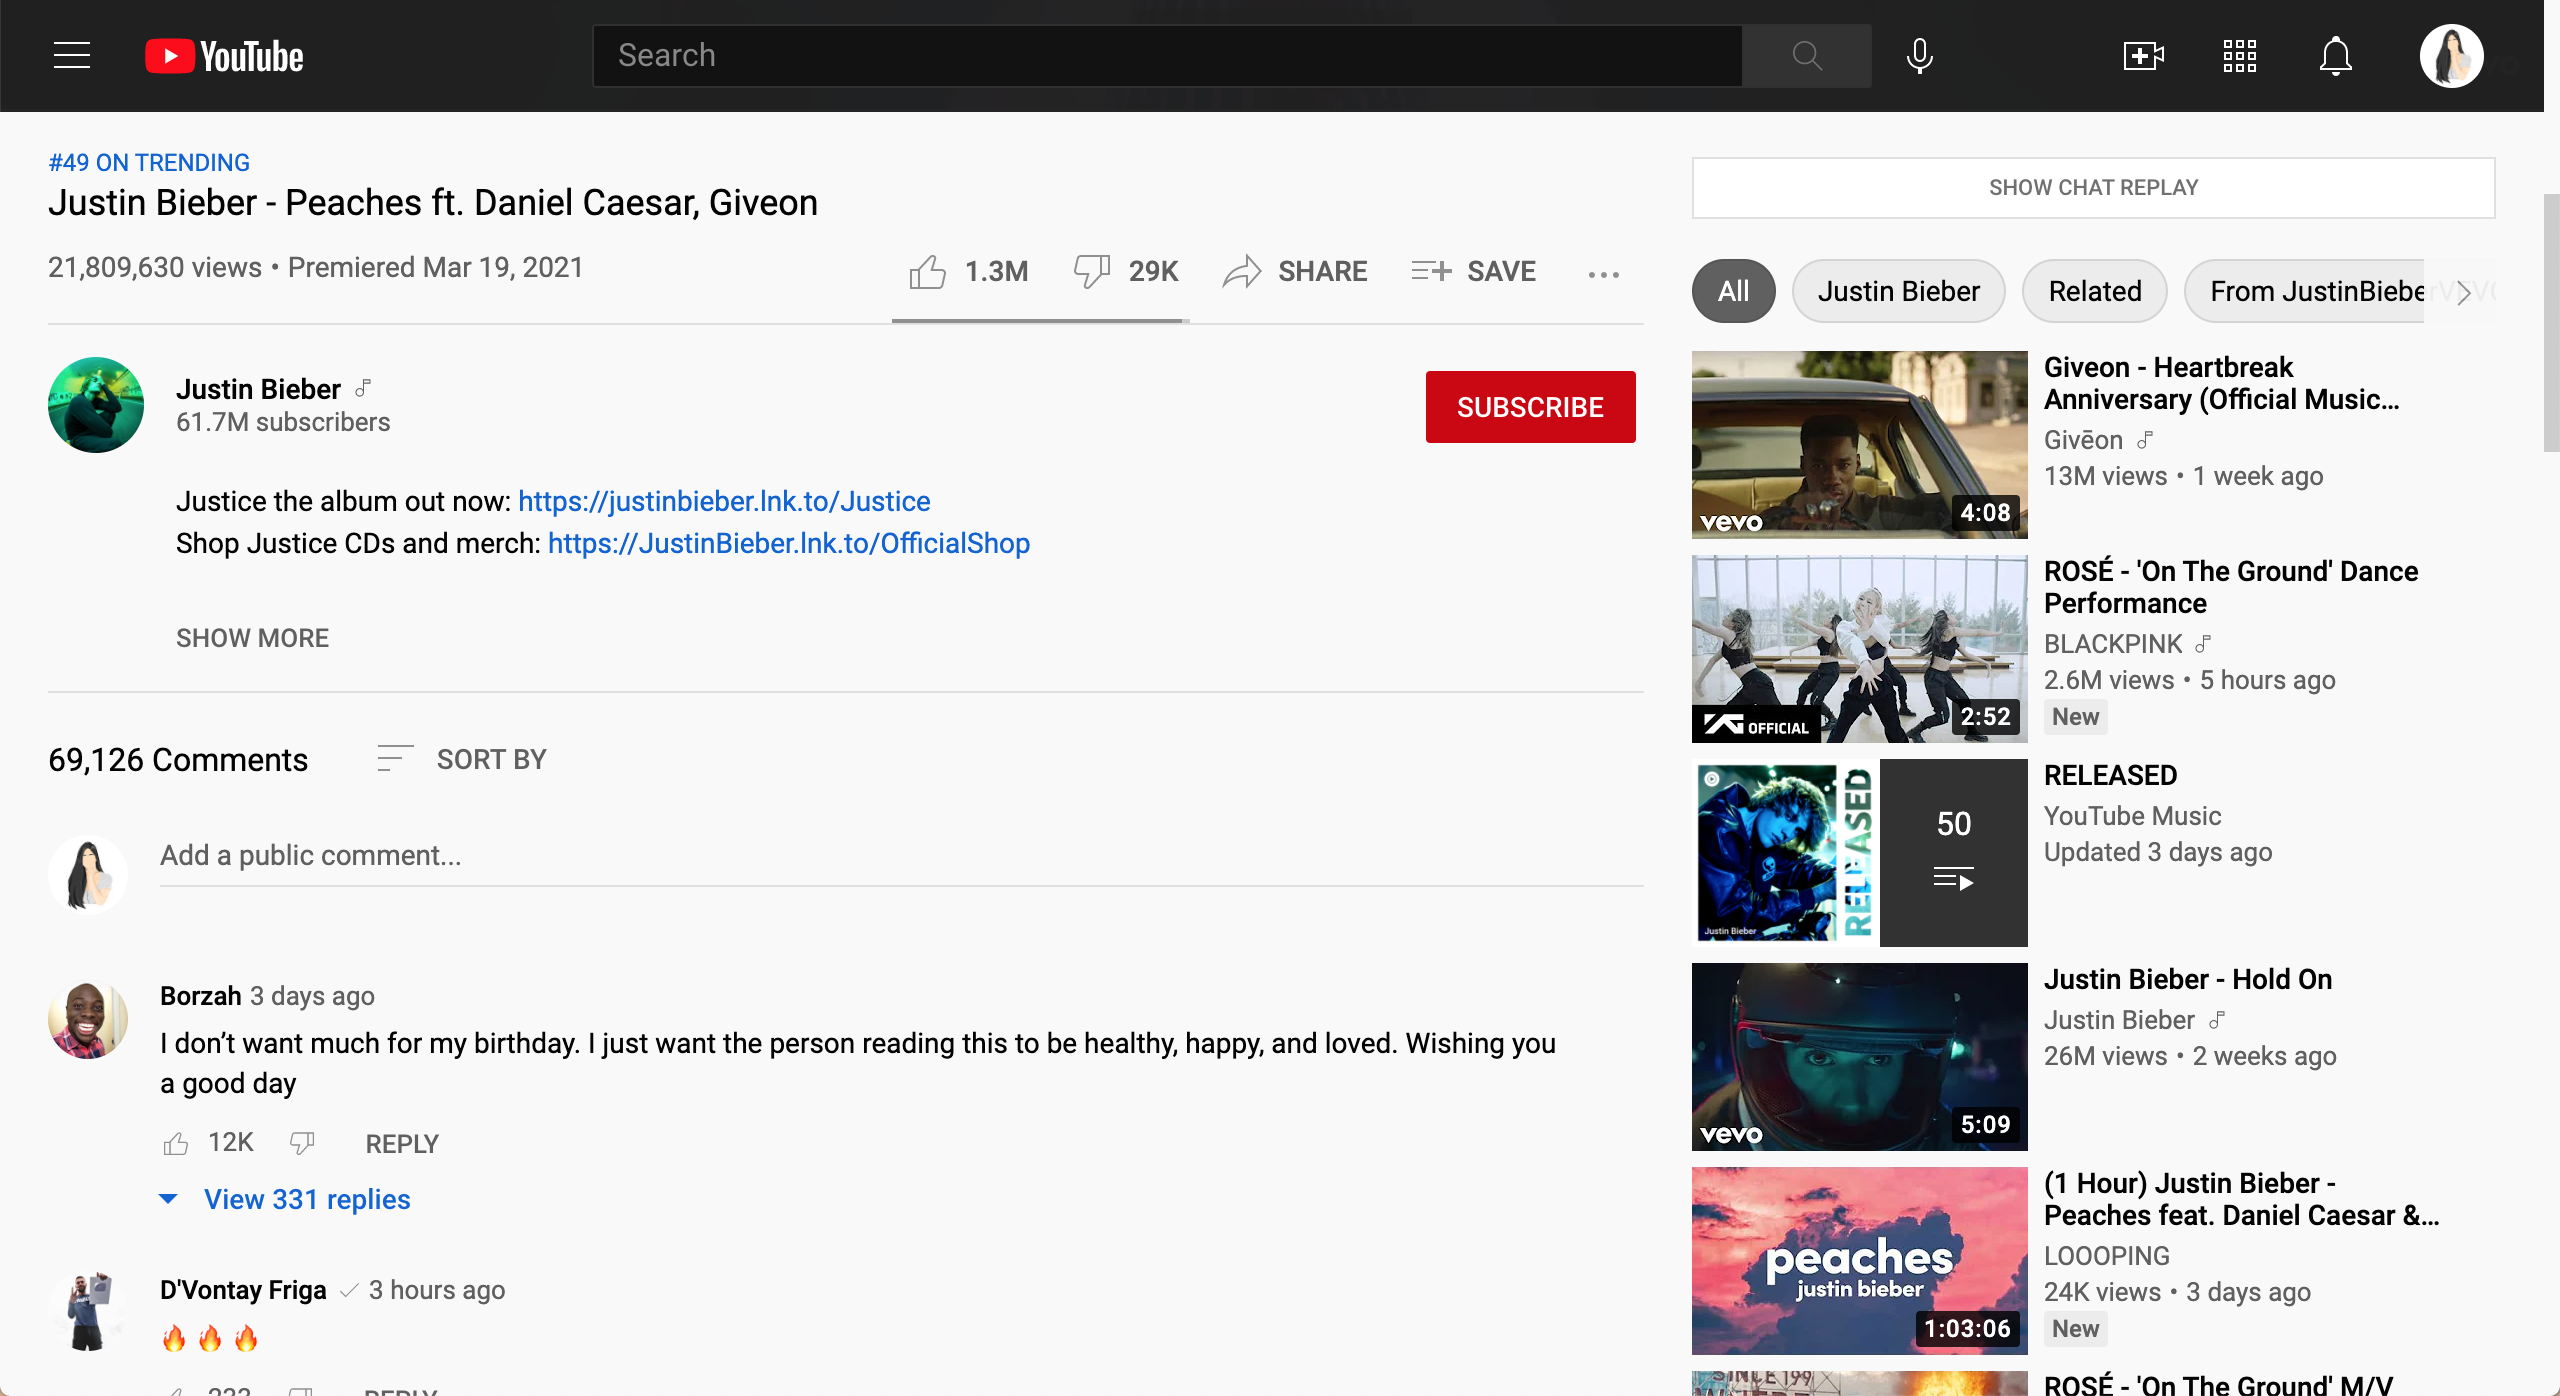 YouTube
Search
#49 ON TRENDING
Justin Bieber - Peaches ft. Daniel Caesar, Giveon
21,809,630 views • Premiered Mar 19, 2021
1.3M
29K
SHARE
SAVE
Justin Bieber
61.7M subscribers
SUBSCRIBE
Justice the album out now: https://justinbieber.lnk.to/Justice
Shop Justice CDs and merch: https://JustinBieber.lnk.to/OfficialShop
SHOW MORE
69,126 Comments
SORT BY
Add a public comment...
Borzah 3 days ago
I don’t want much for my birthday. I just want the person reading this to be healthy, happy, and loved. Wishing you
a good day
12K
REPLY
View 331 replies
D'Vontay Friga 3 hours ago
🔥 🔥 🔥
REPLY
SHOW CHAT REPLAY
All
Justin Bieber
Related
From JustinBieberVEVO
vevo
4:08
Giveon - Heartbreak
Anniversary (Official Music...
Givēon
13M views • 1 week ago
YG OFFICIAL
2:52
ROSÉ - 'On The Ground' Dance
Performance
BLACKPINK
2.6M views • 5 hours ago
New
RELEASED
Justin Bieber
50
RELEASED
YouTube Music
Updated 3 days ago
vevo
5:09
Justin Bieber - Hold On
Justin Bieber
26M views • 2 weeks ago
peaches
justin bieber
1:03:06
(1 Hour) Justin Bieber -
Peaches feat. Daniel Caesar &...
LOOOPING
24K views • 3 days ago
New
SINCE 199
ROSÉ - 'On The Ground' M/V